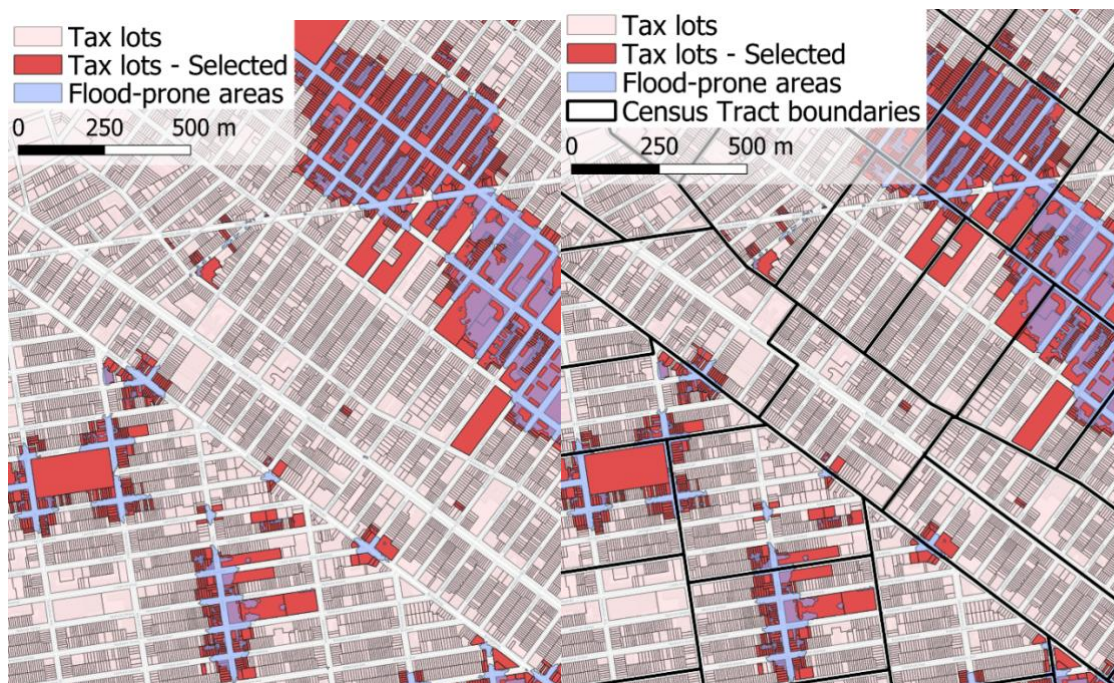 Tax lots
Tax lots - Selected
Flood-prone areas
0 250 500 m
Tax lots
Tax lots - Selected
Flood-prone areas
Census Tract boundaries
0 250 500 m